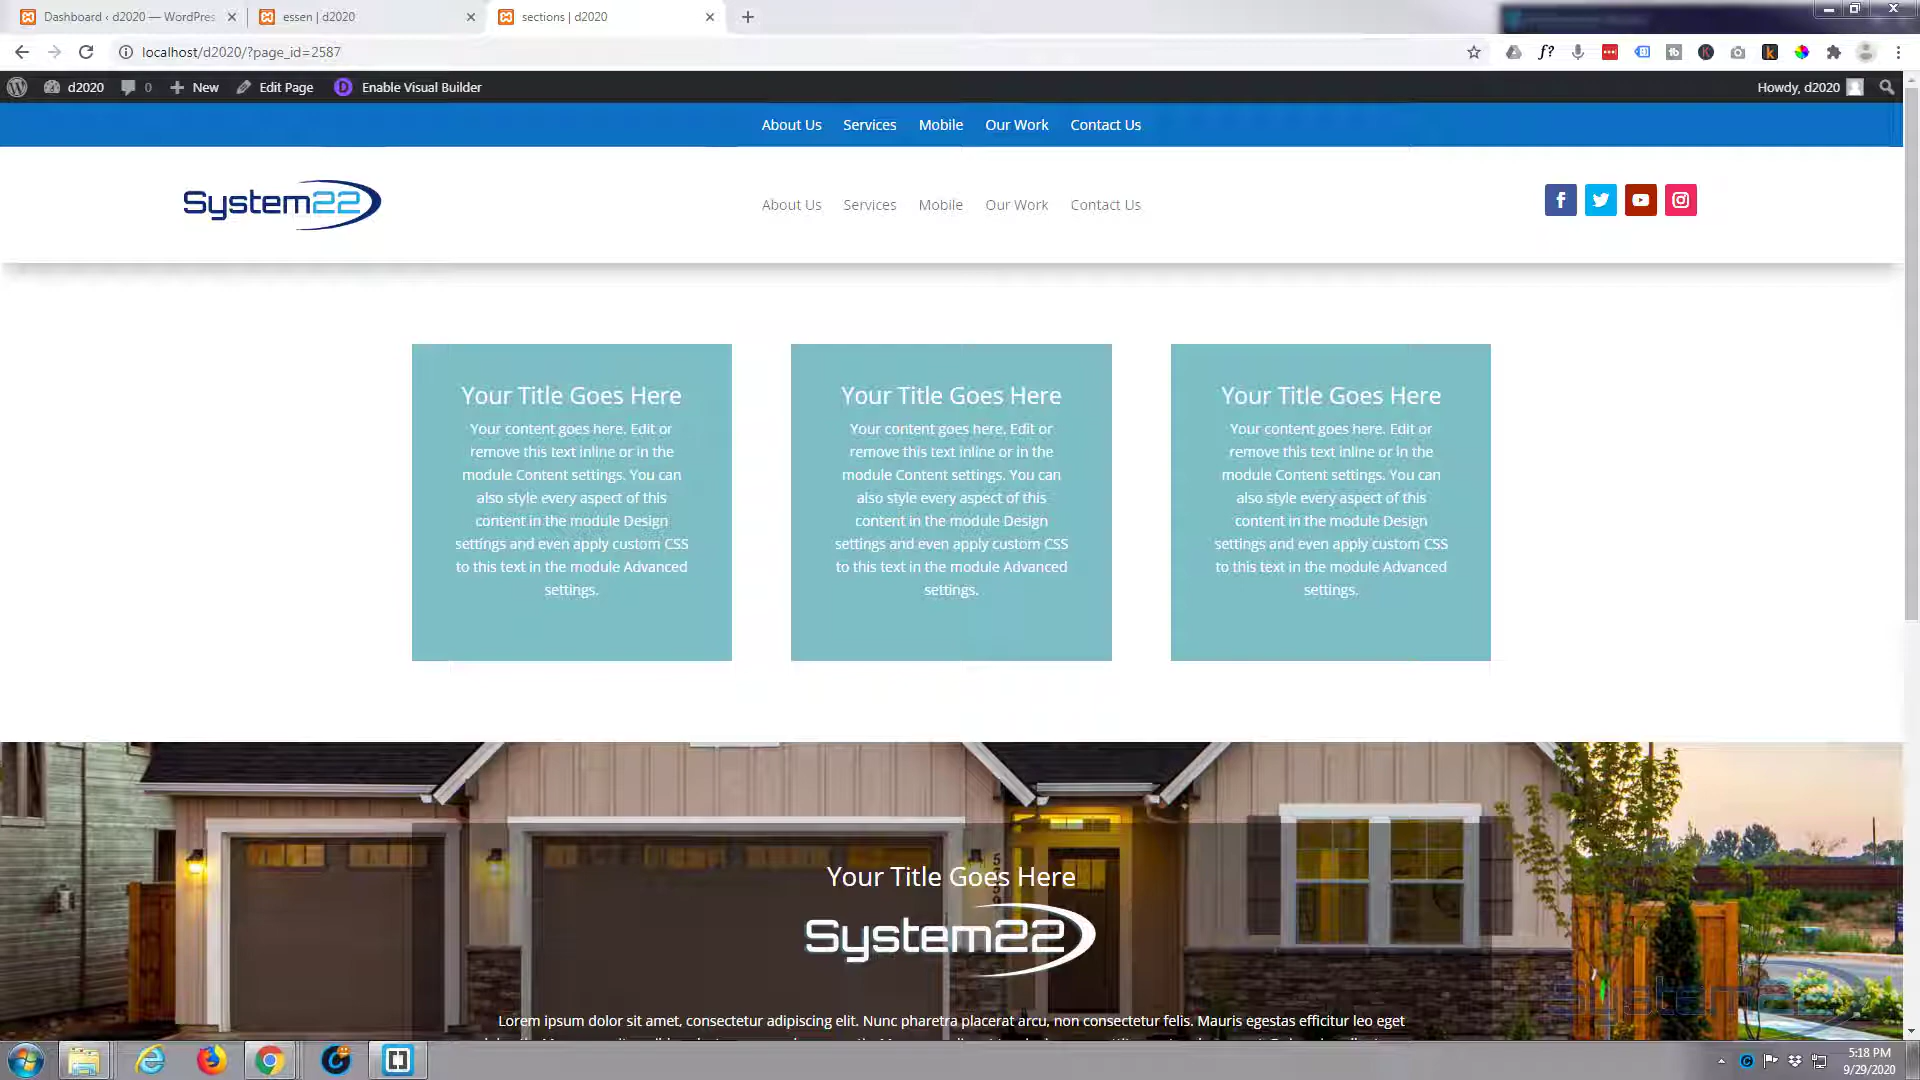 Dashboard ‹ d2020 — WordPres
essen | d2020
sections | d2020
localhost/d2020/?page_id=2587
d2020
0
New
Edit Page
Enable Visual Builder
Howdy, d2020
About Us Services Mobile Our Work Contact Us
System22
About Us Services Mobile Our Work Contact Us
Your Title Goes Here
Your content goes here. Edit or
remove this text inline or in the
module Content settings. You can
also style every aspect of this
content in the module Design
settings and even apply custom CSS
to this text in the module Advanced
settings.
Your Title Goes Here
Your content goes here. Edit or
remove this text inline or in the
module Content settings. You can
also style every aspect of this
content in the module Design
settings and even apply custom CSS
to this text in the module Advanced
settings.
Your Title Goes Here
Your content goes here. Edit or
remove this text inline or in the
module Content settings. You can
also style every aspect of this
content in the module Design
settings and even apply custom CSS
to this text in the module Advanced
settings.
Your Title Goes Here
System22
Lorem ipsum dolor sit amet, consectetur adipiscing elit. Nunc pharetra placerat arcu, non consectetur felis. Mauris egestas efficitur leo eget
System22
5:18 PM
9/29/2020